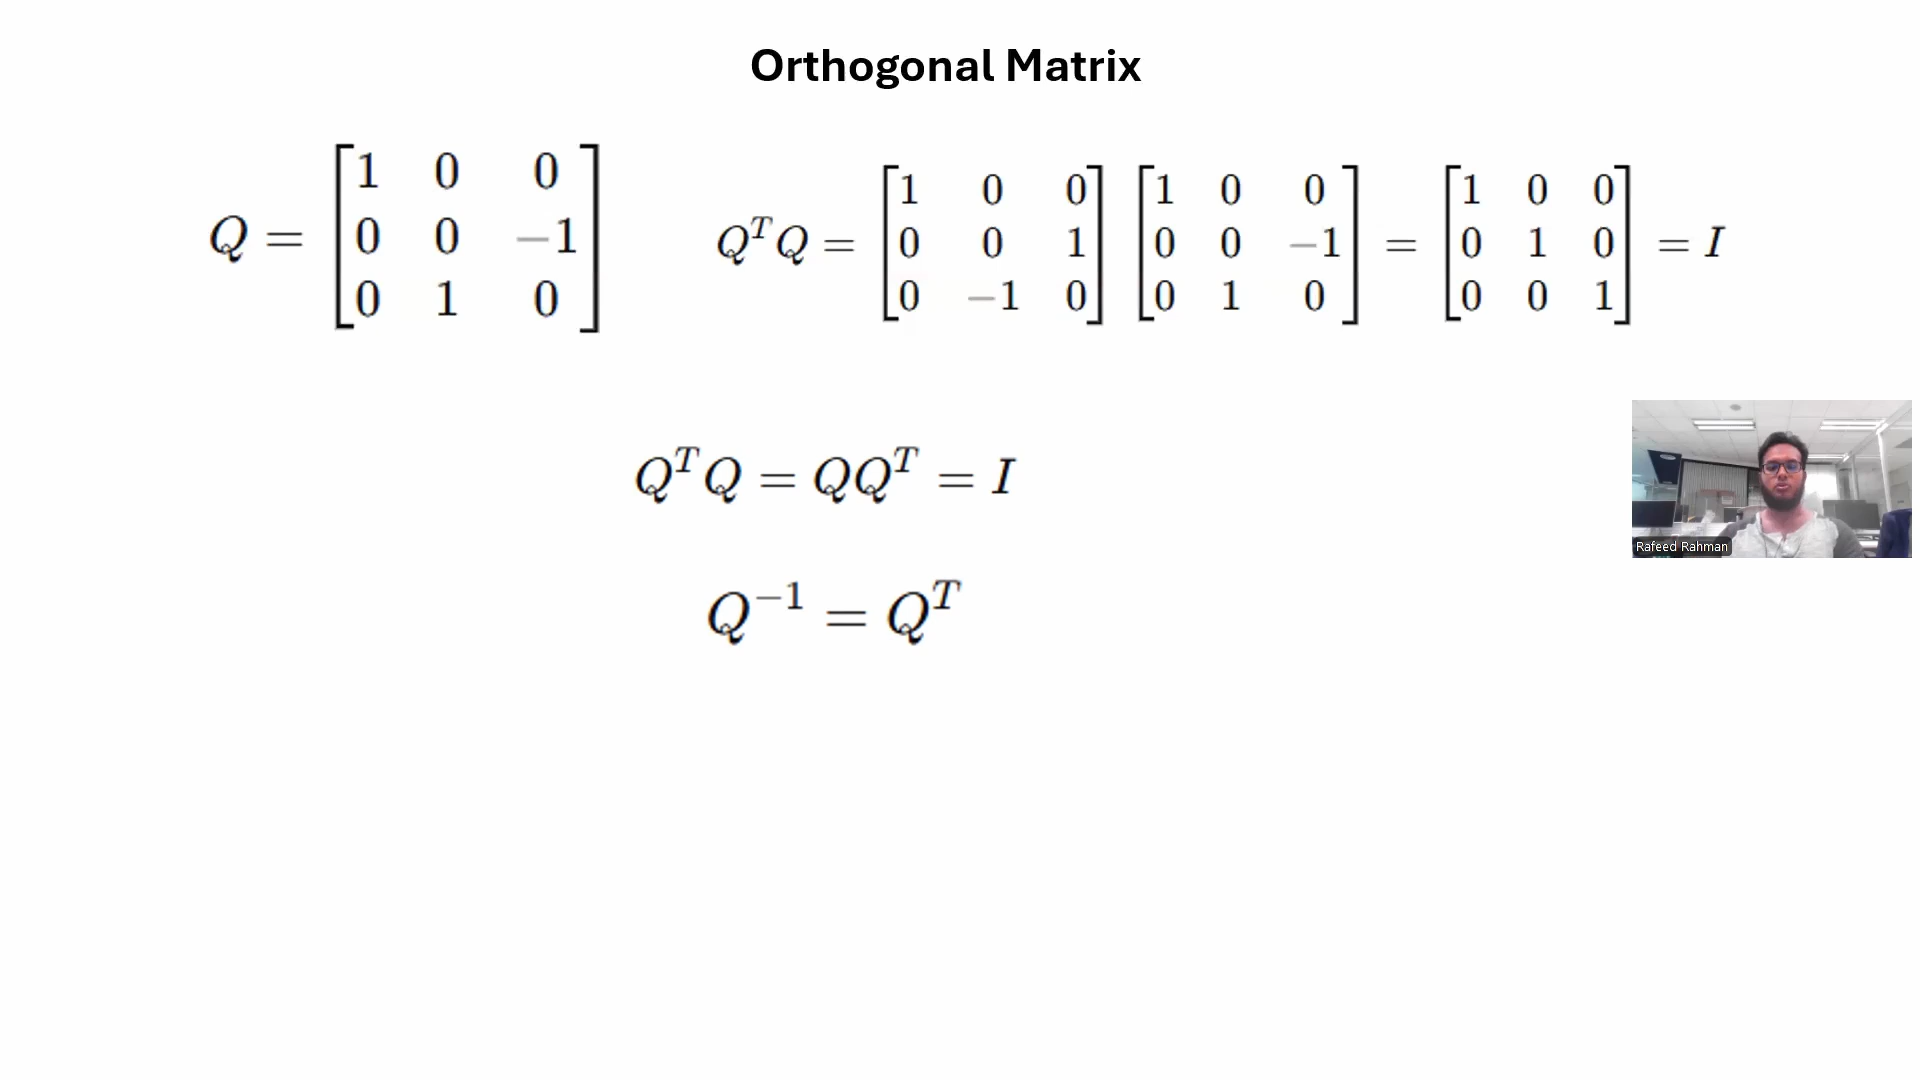 Orthogonal Matrix
Q = [1 0 0; 0 0 −1; 0 1 0]
Q^T Q = [1 0 0; 0 0 1; 0 −1 0] [1 0 0; 0 0 −1; 0 1 0] = [1 0 0; 0 1 0; 0 0 1] = I
Q^T Q = QQ^T = I
Rafeed Rahman
Q^{−1} = Q^T